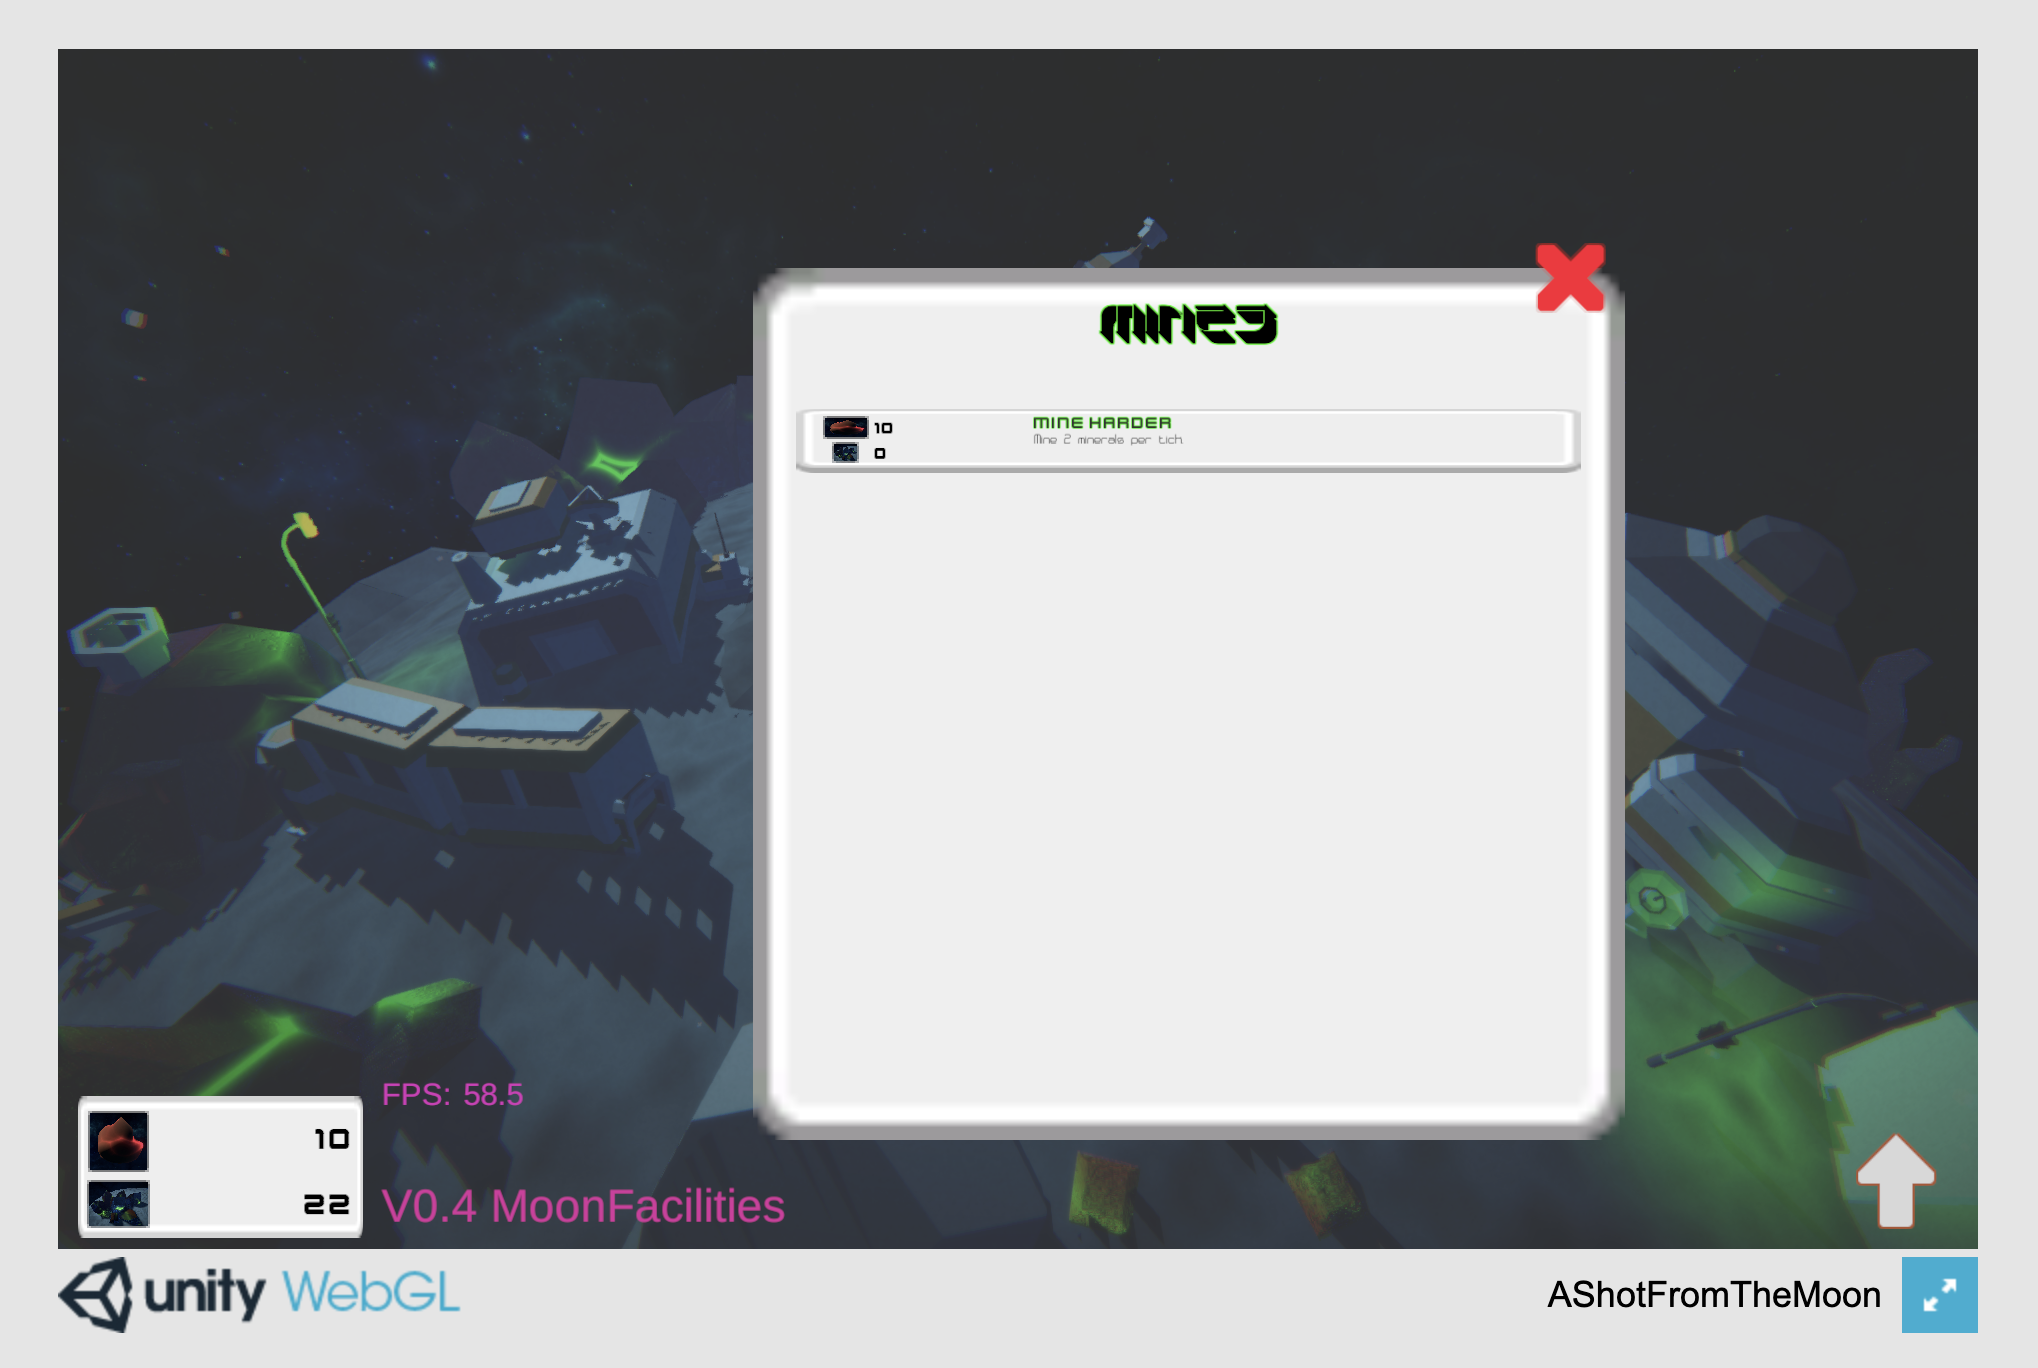 MINES
10
MINE HARDER
Mine 2 minerals per tick.
0
FPS: 58.5
10
22
V0.4 MoonFacilities
unity WebGL
AShotFromTheMoon